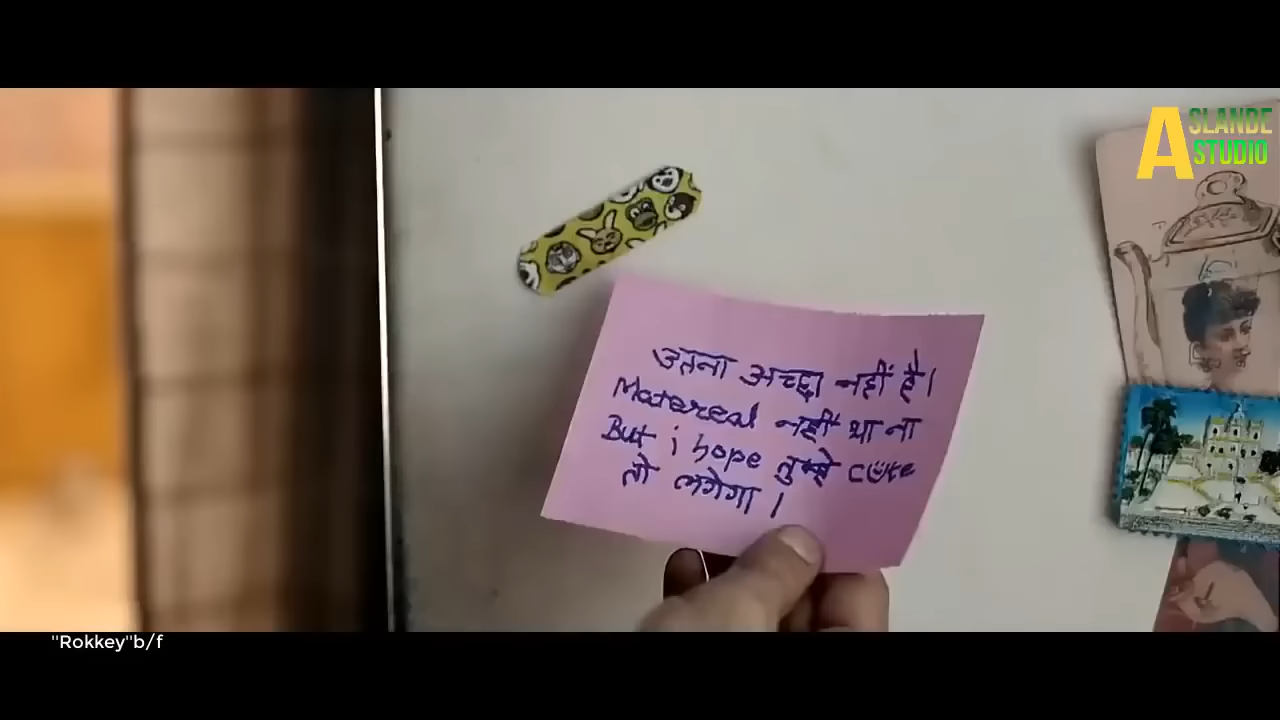 ASLANDE
STUDIO
उतना अच्छा नहीं है।
Matereal नहीं था ना
But i hope तुम्हे cute
तो लगेगा।
"Rokkey"b/f